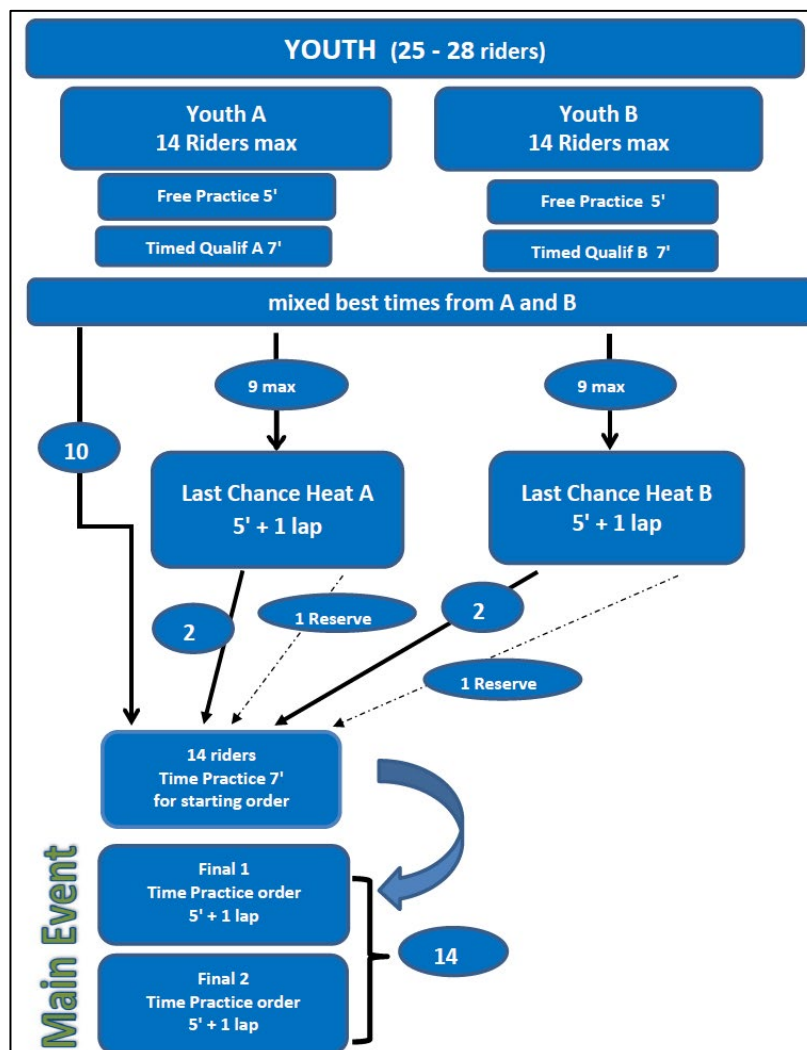 YOUTH (25 - 28 riders)
Youth A
14 Riders max
Youth B
14 Riders max
Free Practice 5'
Free Practice 5'
Timed Qualif A 7'
Timed Qualif B 7'
mixed best times from A and B
9 max
9 max
10
Last Chance Heat A
5' + 1 lap
Last Chance Heat B
5' + 1 lap
2
1 Reserve
2
1 Reserve
14 riders
Time Practice 7'
for starting order
Main Event
Final 1
Time Practice order
5' + 1 lap
14
Final 2
Time Practice order
5' + 1 lap